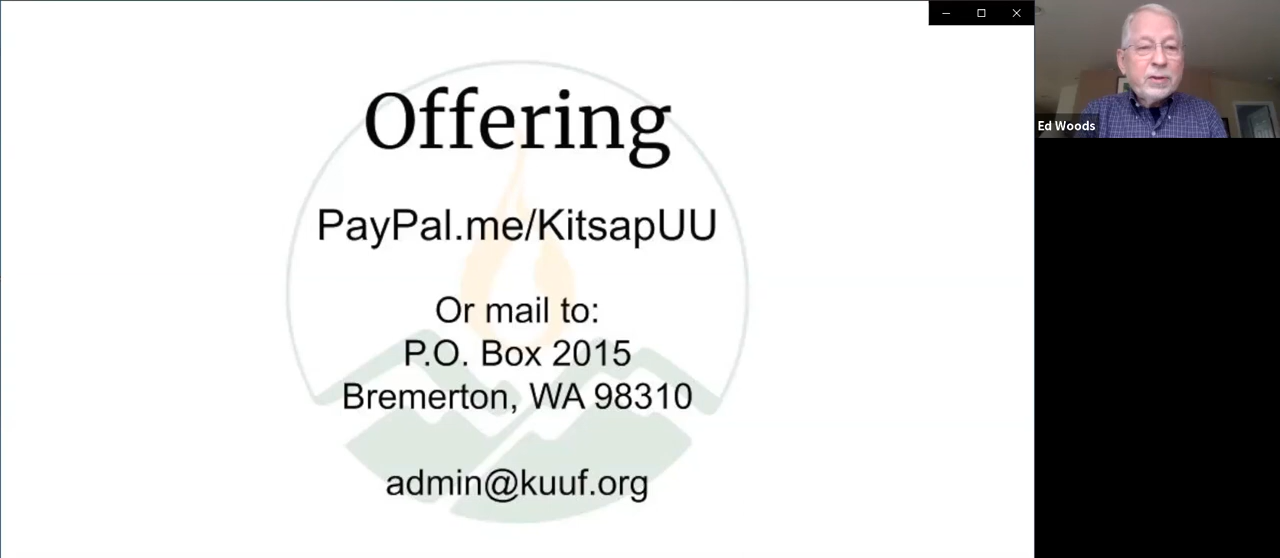 Offering
PayPal.me/KitsapUU
Or mail to:
P.O. Box 2015
Bremerton, WA 98310
admin@kuuf.org
Ed Woods